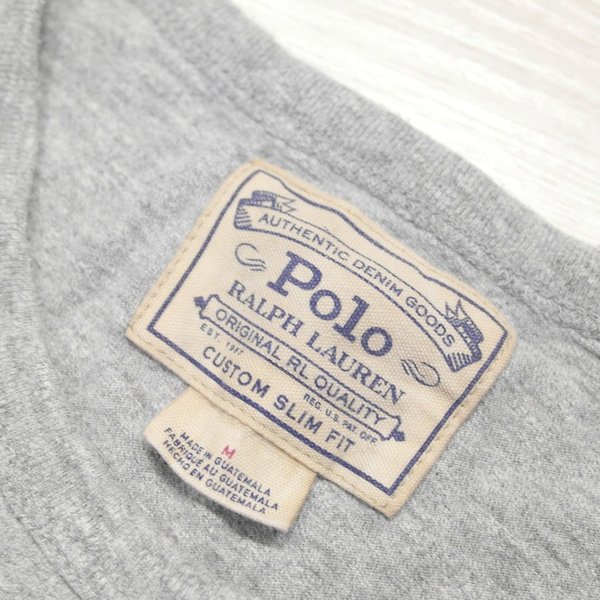 AUTHENTIC DENIM GOODS
Polo
RALPH LAUREN
ORIGINAL RL QUALITY
EST. 1967
REG. U.S. PAT. OFF
CUSTOM SLIM FIT
M
MADE IN GUATEMALA
FABRIQUÉ AU GUATEMALA
HECHO EN GUATEMALA